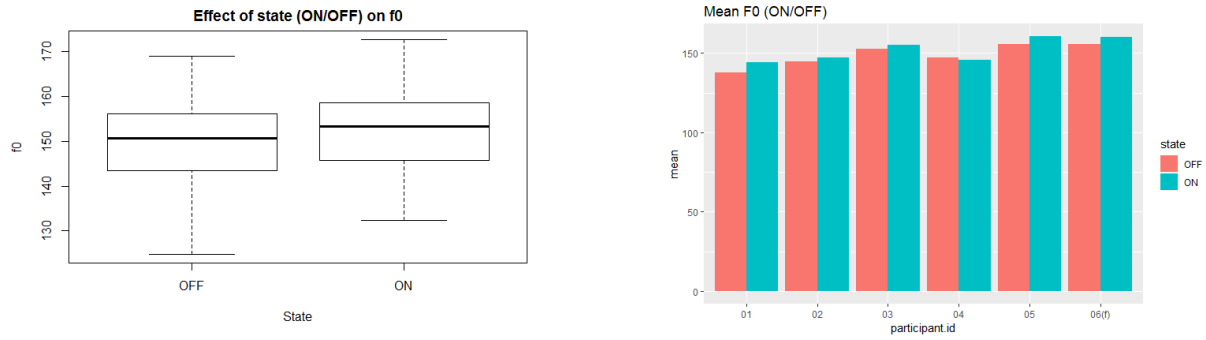 Effect of state (ON/OFF) on f0
170
160
150
140
130
f0
OFF ON
State
Mean F0 (ON/OFF)
150
100
50
0
mean
01 02 03 04 05 06(f)
participant.id
state
OFF
ON